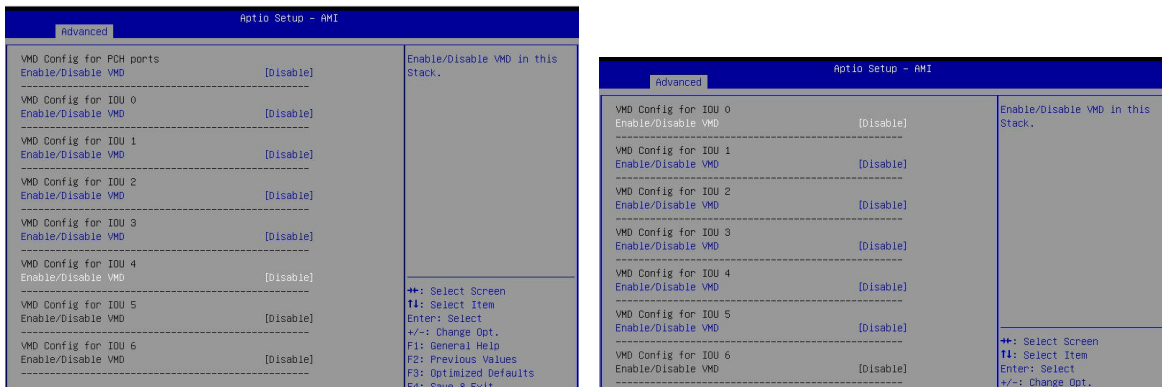 Aptio Setup - AMI
Advanced
VMD Config for PCH ports
Enable/Disable VMD [Disable]
VMD Config for IOU 0
Enable/Disable VMD [Disable]
VMD Config for IOU 1
Enable/Disable VMD [Disable]
VMD Config for IOU 2
Enable/Disable VMD [Disable]
VMD Config for IOU 3
Enable/Disable VMD [Disable]
VMD Config for IOU 4
Enable/Disable VMD [Disable]
VMD Config for IOU 5
Enable/Disable VMD [Disable]
VMD Config for IOU 6
Enable/Disable VMD [Disable]
Enable/Disable VMD in this
Stack.
++: Select Screen
↑↓: Select Item
Enter: Select
+/-: Change Opt.
F1: General Help
F2: Previous Values
F3: Optimized Defaults
F4: Save & Exit
Aptio Setup - AMI
Advanced
VMD Config for IOU 0
Enable/Disable VMD [Disable]
VMD Config for IOU 1
Enable/Disable VMD [Disable]
VMD Config for IOU 2
Enable/Disable VMD [Disable]
VMD Config for IOU 3
Enable/Disable VMD [Disable]
VMD Config for IOU 4
Enable/Disable VMD [Disable]
VMD Config for IOU 5
Enable/Disable VMD [Disable]
VMD Config for IOU 6
Enable/Disable VMD [Disable]
Enable/Disable VMD in this
Stack.
++: Select Screen
↑↓: Select Item
Enter: Select
+/-: Change Opt.